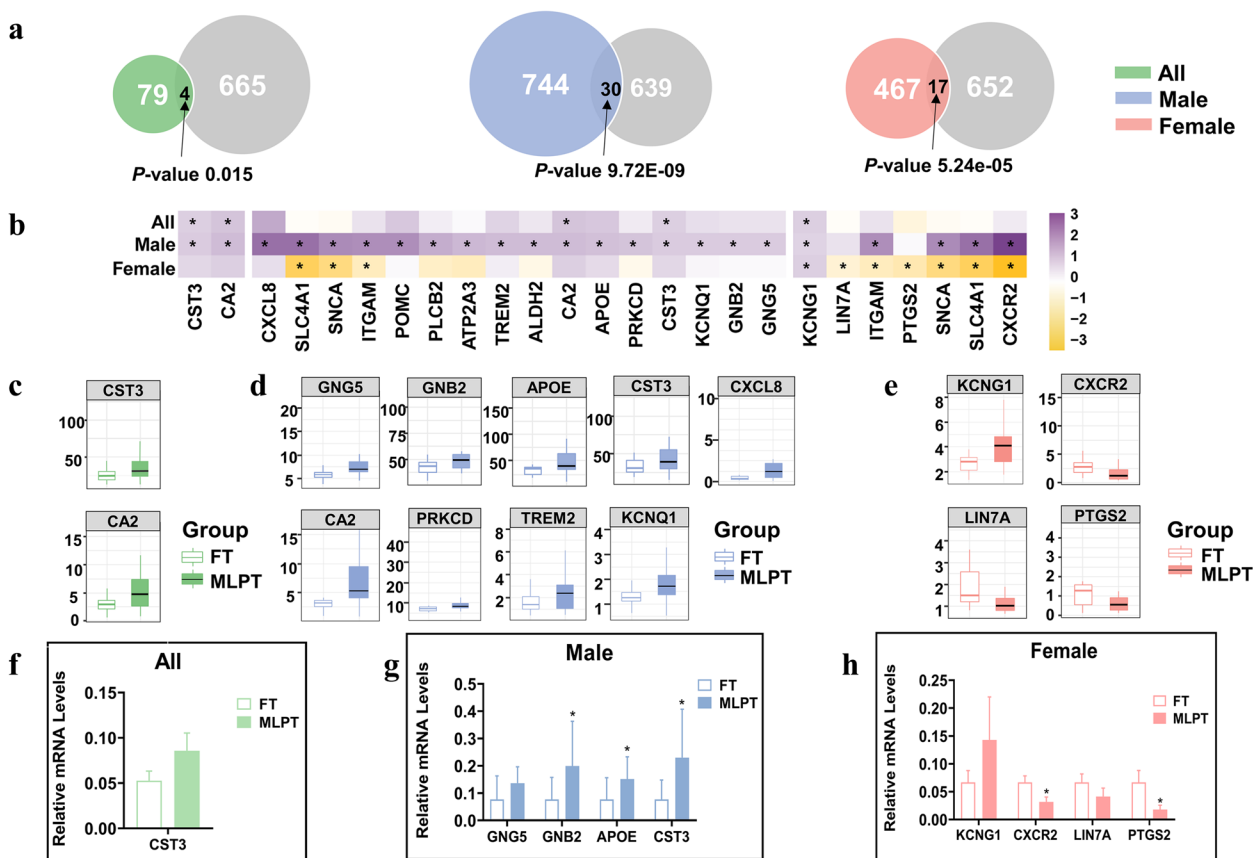 a
79
4
665
P-value 0.015
744
30
639
P-value 9.72E-09
467
17
652
P-value 5.24e-05
All
Male
Female
b
All
* * * * *
Male
* * * * * * * * * * * * * * * * * * * * * * *
Female
* * * * * * * * * *
CST3
CA2
CXCL8
SLC4A1
SNCA
ITGAM
POMC
PLCB2
ATP2A3
TREM2
ALDH2
CA2
APOE
PRKCD
CST3
KCNQ1
GNB2
GNG5
KCNG1
LIN7A
ITGAM
PTGS2
SNCA
SLC4A1
CXCR2
3
2
1
0
−1
−2
−3
c
CST3
100
50
CA2
15
10
5
0
Group
FT
MLPT
d
GNG5
20
15
10
5
GNB2
100
75
50
APOE
150
100
50
CST3
100
50
CXCL8
10
5
0
CA2
15
10
5
PRKCD
40
30
20
10
TREM2
6
4
2
KCNQ1
3
2
1
Group
FT
MLPT
e
KCNG1
8
6
4
2
CXCR2
6
4
2
0
LIN7A
4
3
2
1
PTGS2
4
3
2
1
0
Group
FT
MLPT
f
All
Relative mRNA Levels
0.15
0.10
0.05
0.00
CST3
FT
MLPT
g
Male
Relative mRNA Levels
0.5
0.4
0.3
0.2
0.1
0.0
* * *
GNG5 GNB2 APOE CST3
FT
MLPT
h
Female
Relative mRNA Levels
0.25
0.20
0.15
0.10
0.05
0.00
* *
KCNG1 CXCR2 LIN7A PTGS2
FT
MLPT